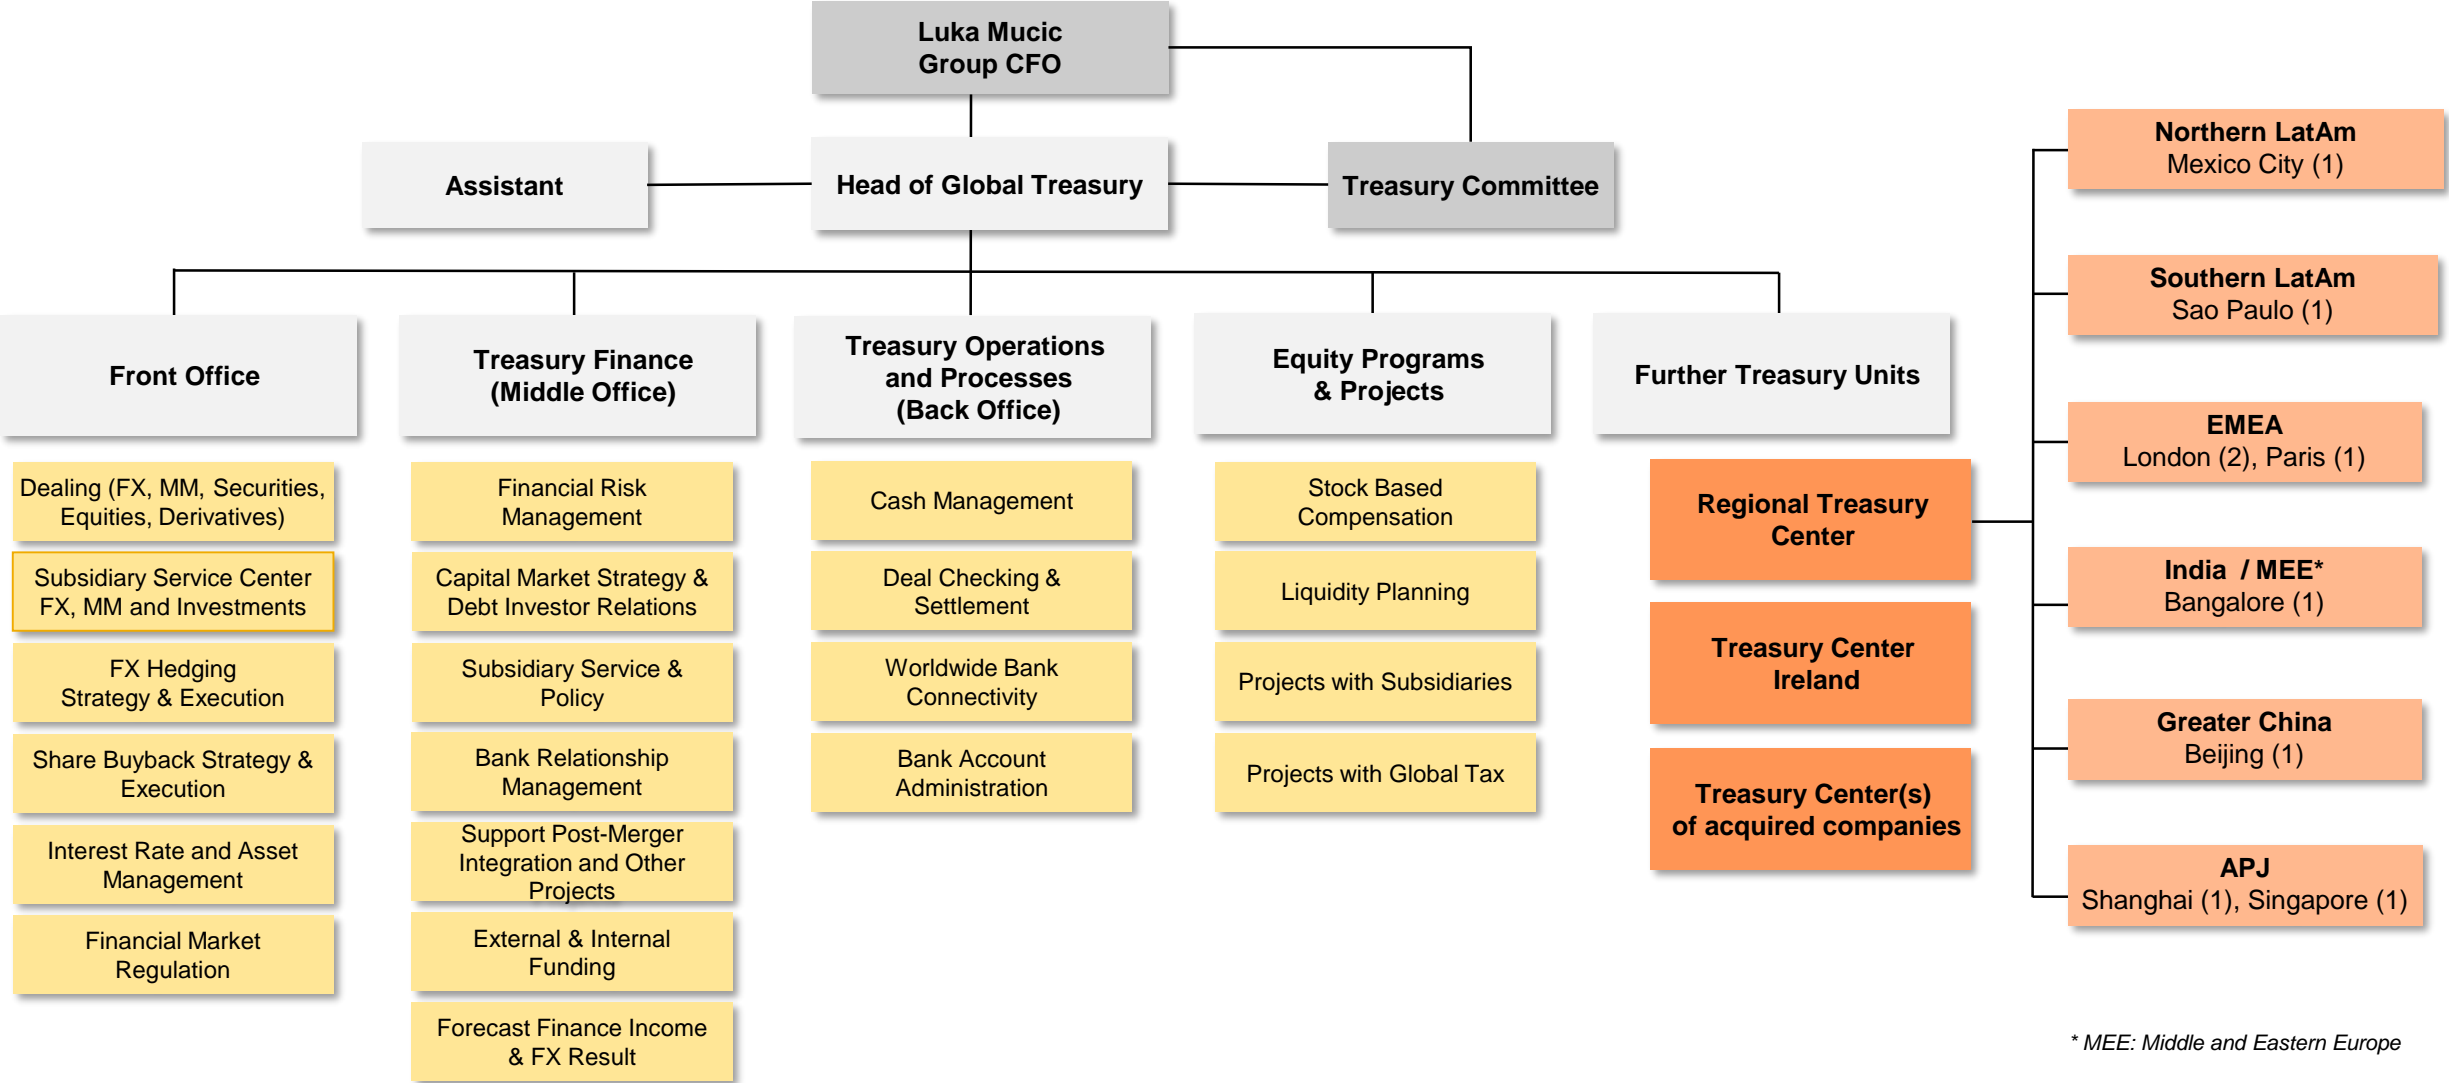 Luka Mucic
Group CFO
Assistant
Head of Global Treasury
Treasury Committee
Front Office
Treasury Finance
(Middle Office)
Treasury Operations
and Processes
(Back Office)
Equity Programs
& Projects
Further Treasury Units
Dealing (FX, MM, Securities,
Equities, Derivatives)
Subsidiary Service Center
FX, MM and Investments
FX Hedging
Strategy & Execution
Share Buyback Strategy &
Execution
Interest Rate and Asset
Management
Financial Market
Regulation
Financial Risk
Management
Capital Market Strategy &
Debt Investor Relations
Subsidiary Service &
Policy
Bank Relationship
Management
Support Post-Merger
Integration and Other
Projects
External & Internal
Funding
Forecast Finance Income
& FX Result
Cash Management
Deal Checking &
Settlement
Worldwide Bank
Connectivity
Bank Account
Administration
Stock Based
Compensation
Liquidity Planning
Projects with Subsidiaries
Projects with Global Tax
Regional Treasury
Center
Treasury Center
Ireland
Treasury Center(s)
of acquired companies
Northern LatAm
Mexico City (1)
Southern LatAm
Sao Paulo (1)
EMEA
London (2), Paris (1)
India / MEE*
Bangalore (1)
Greater China
Beijing (1)
APJ
Shanghai (1), Singapore (1)
* MEE: Middle and Eastern Europe